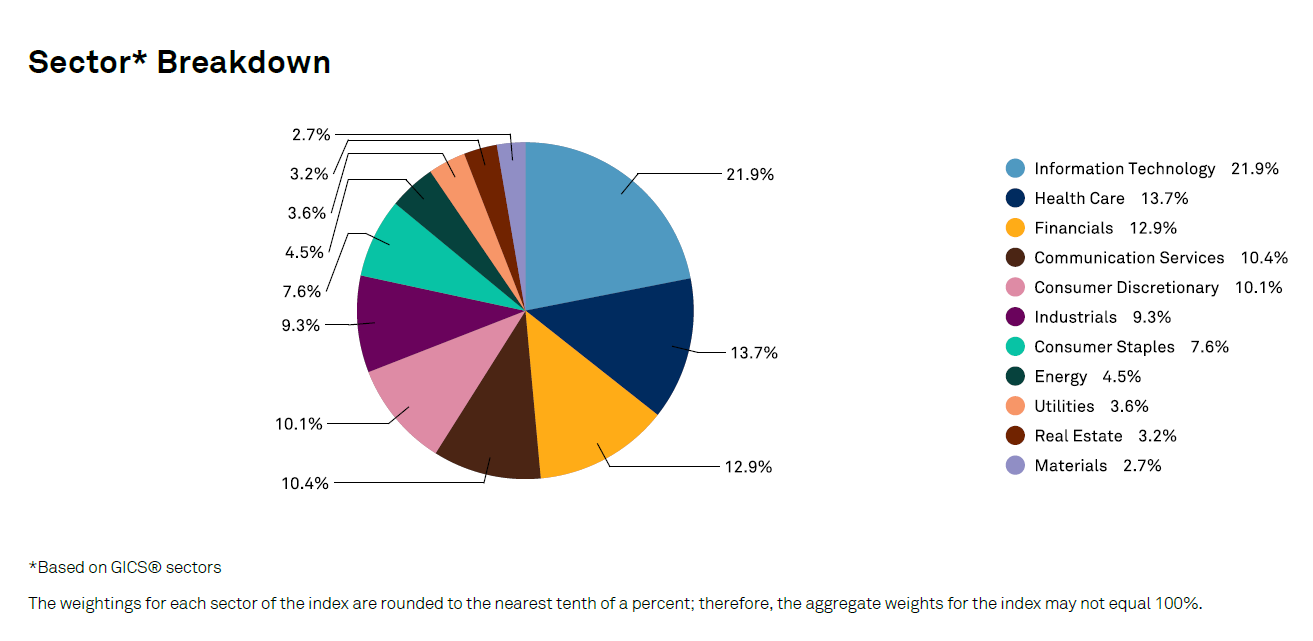 Sector* Breakdown
2.7%
3.2%
3.6%
4.5%
7.6%
9.3%
10.1%
10.4%
21.9%
13.7%
12.9%
Information Technology 21.9%
Health Care 13.7%
Financials 12.9%
Communication Services 10.4%
Consumer Discretionary 10.1%
Industrials 9.3%
Consumer Staples 7.6%
Energy 4.5%
Utilities 3.6%
Real Estate 3.2%
Materials 2.7%
*Based on GICS® sectors
The weightings for each sector of the index are rounded to the nearest tenth of a percent; therefore, the aggregate weights for the index may not equal 100%.